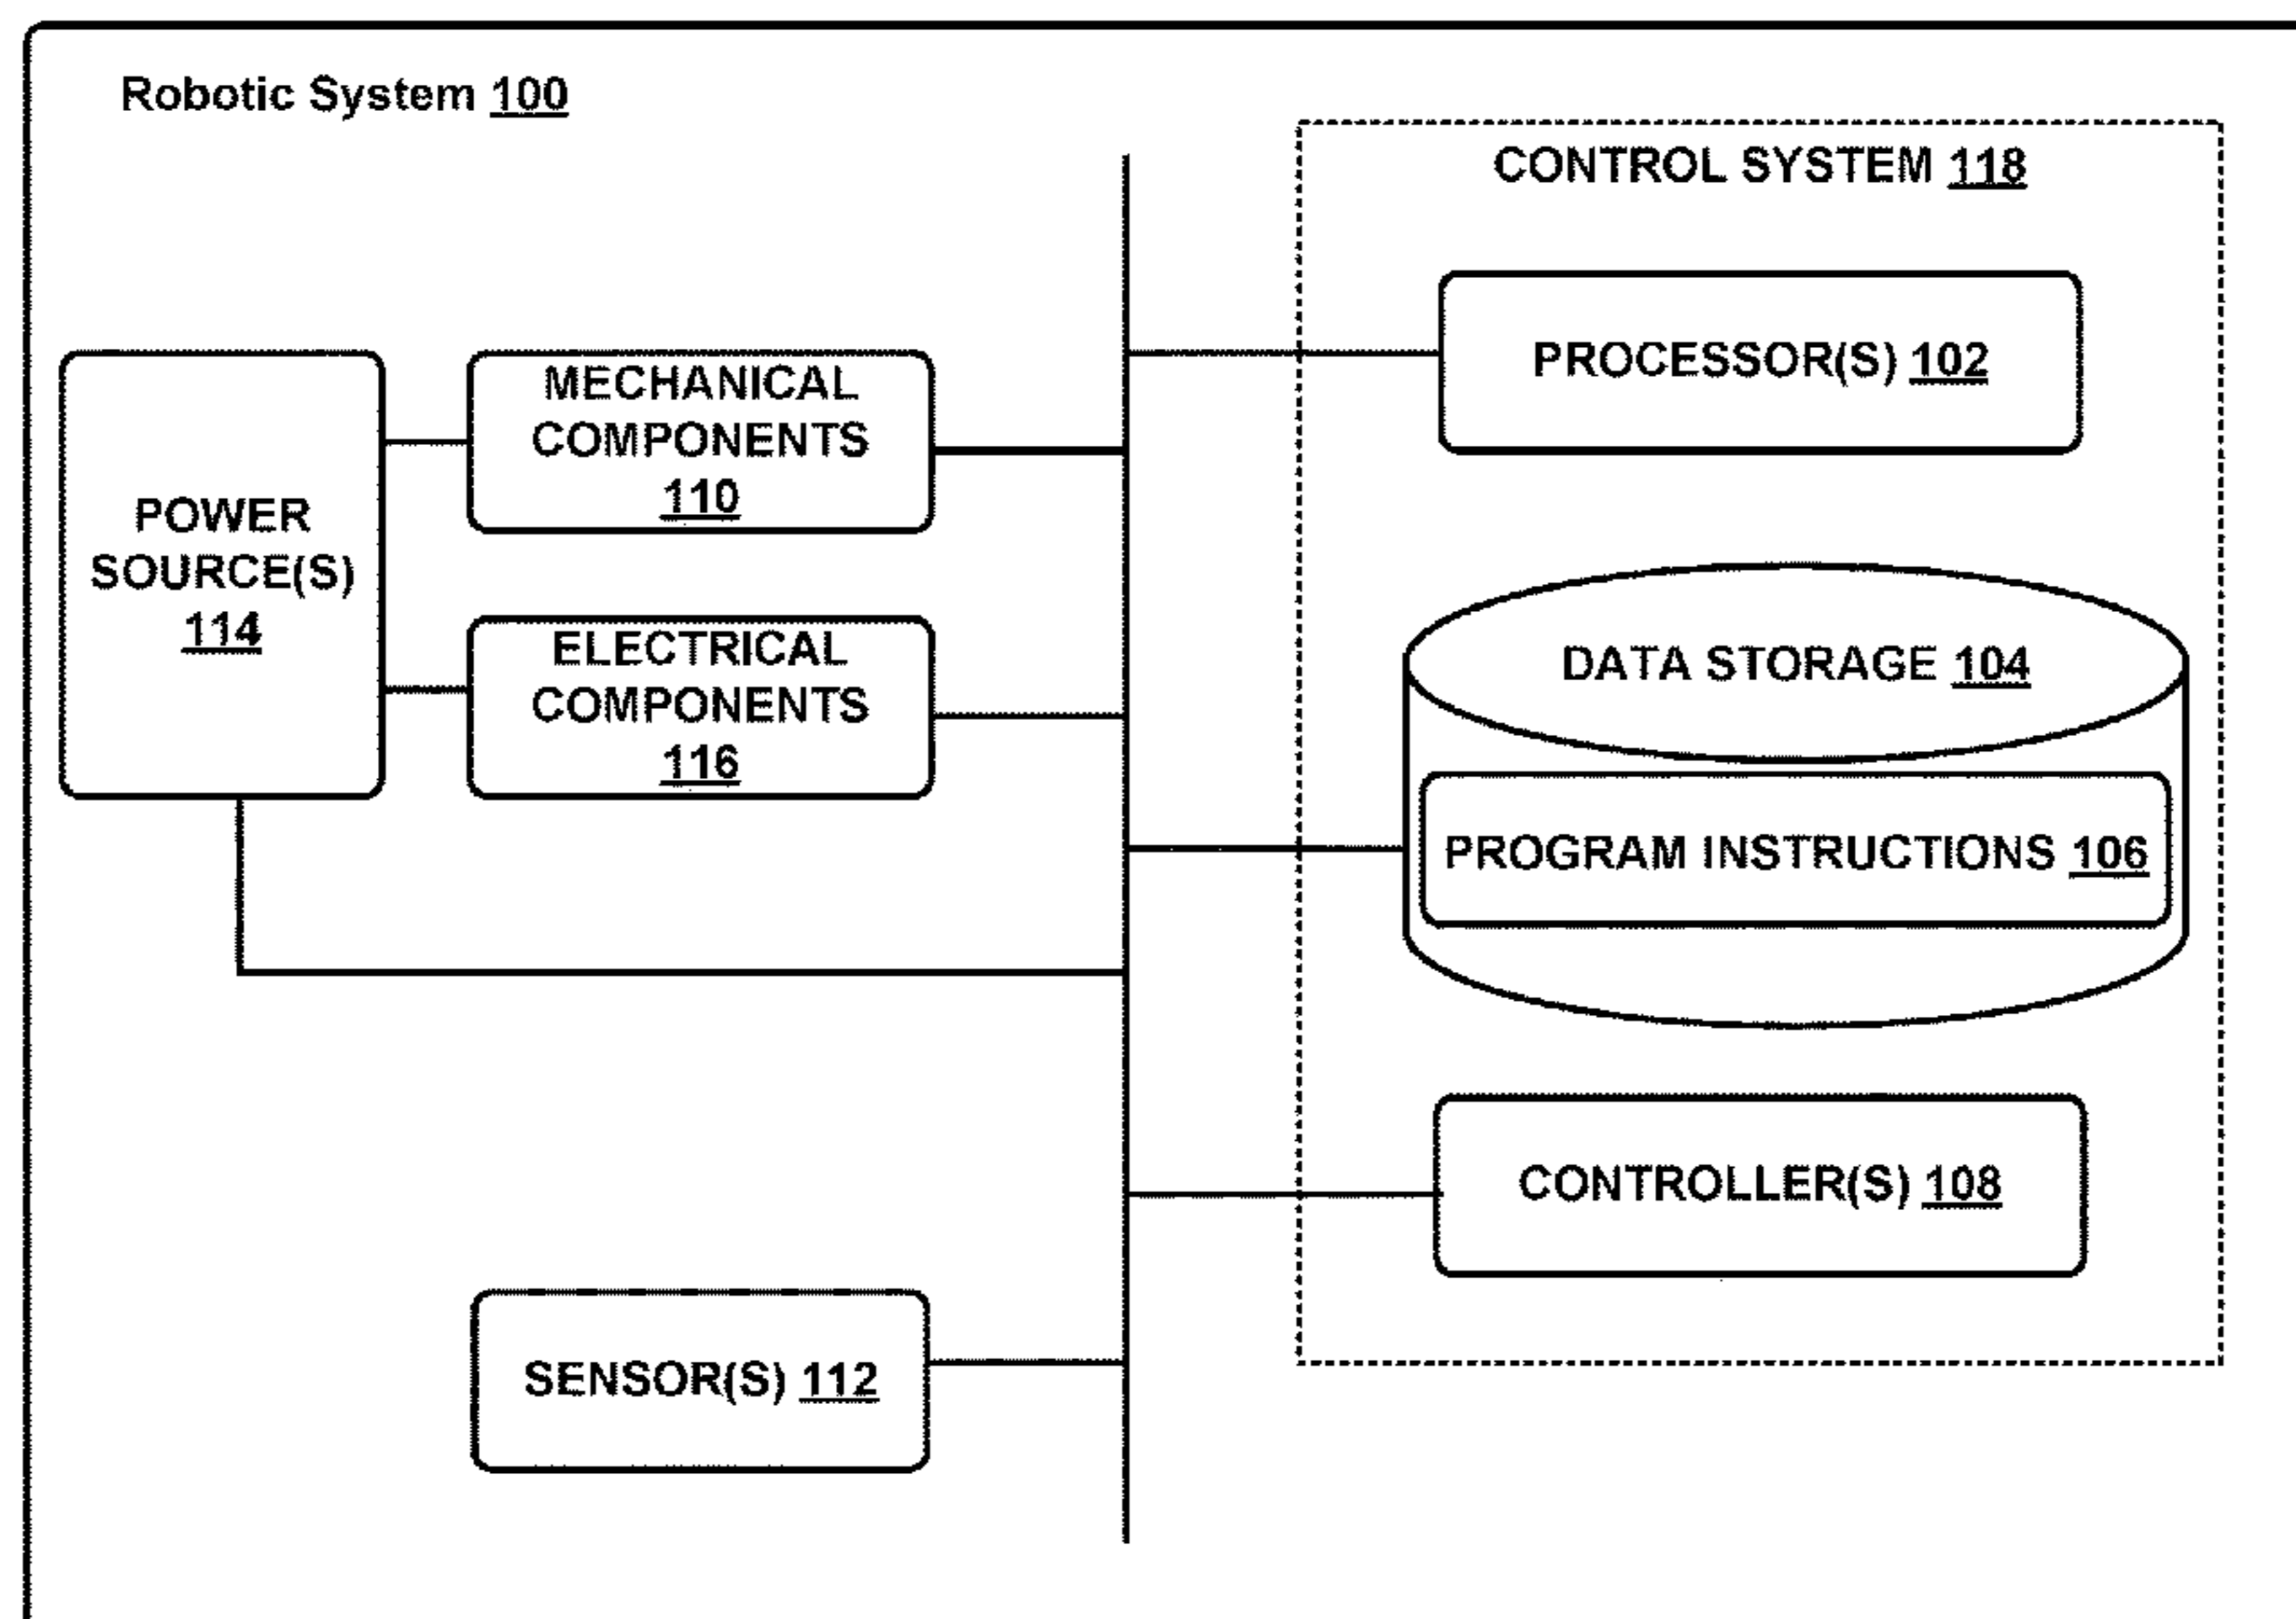 Robotic System 100
CONTROL SYSTEM 118
PROCESSOR(S) 102
MECHANICAL
COMPONENTS
110
POWER
SOURCE(S)
114
ELECTRICAL
COMPONENTS
116
DATA STORAGE 104
PROGRAM INSTRUCTIONS 106
CONTROLLER(S) 108
SENSOR(S) 112